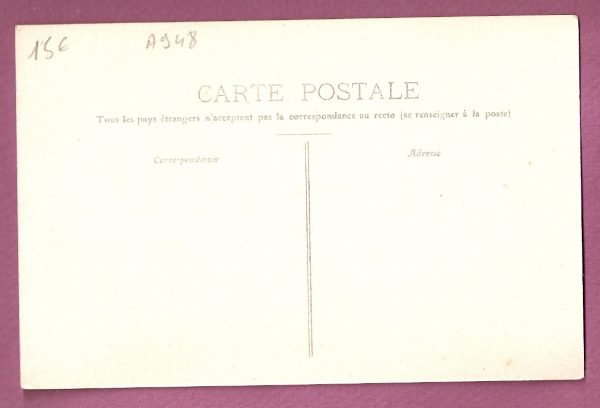 15€ A948
CARTE POSTALE
Tous les pays étrangers n'acceptent pas la correspondance au recto (se renseigner à la poste)
Correspondance Adresse